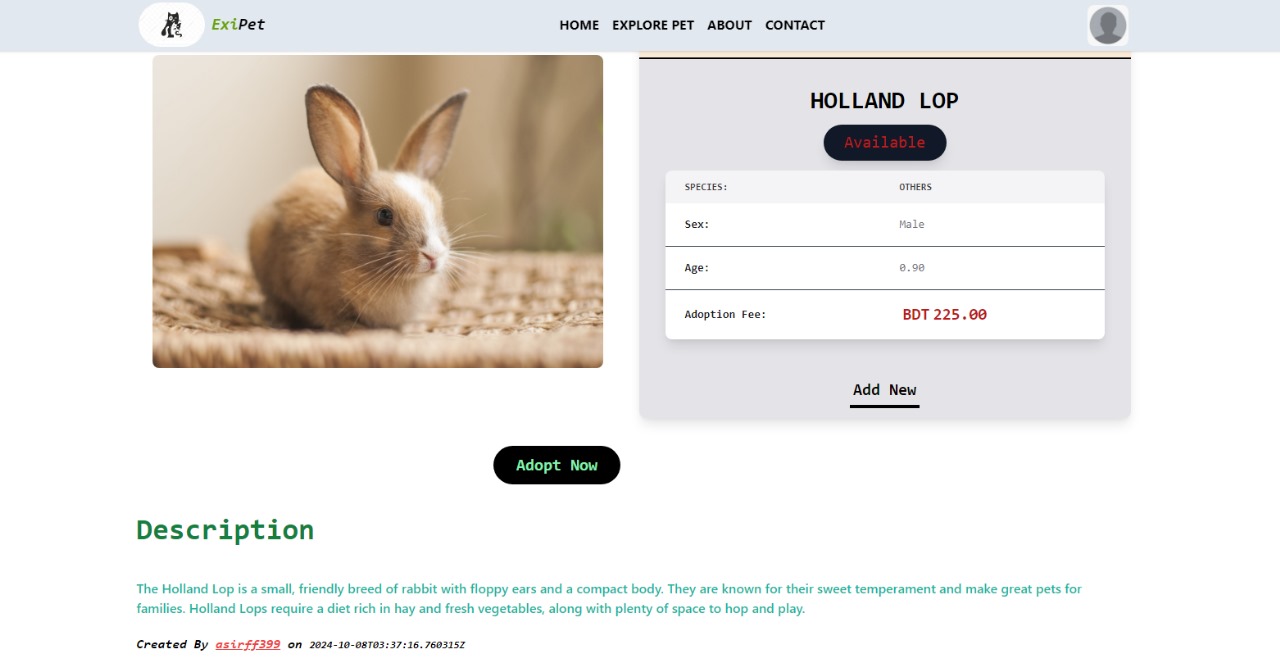 ExiPet
HOME EXPLORE PET ABOUT CONTACT
HOLLAND LOP
Available
SPECIES: OTHERS
Sex: Male
Age: 0.90
Adoption Fee: BDT 225.00
Add New
Adopt Now
Description
The Holland Lop is a small, friendly breed of rabbit with floppy ears and a compact body. They are known for their sweet temperament and make great pets for
families. Holland Lops require a diet rich in hay and fresh vegetables, along with plenty of space to hop and play.
Created By asirff399 on 2024-10-08T03:37:16.760315Z